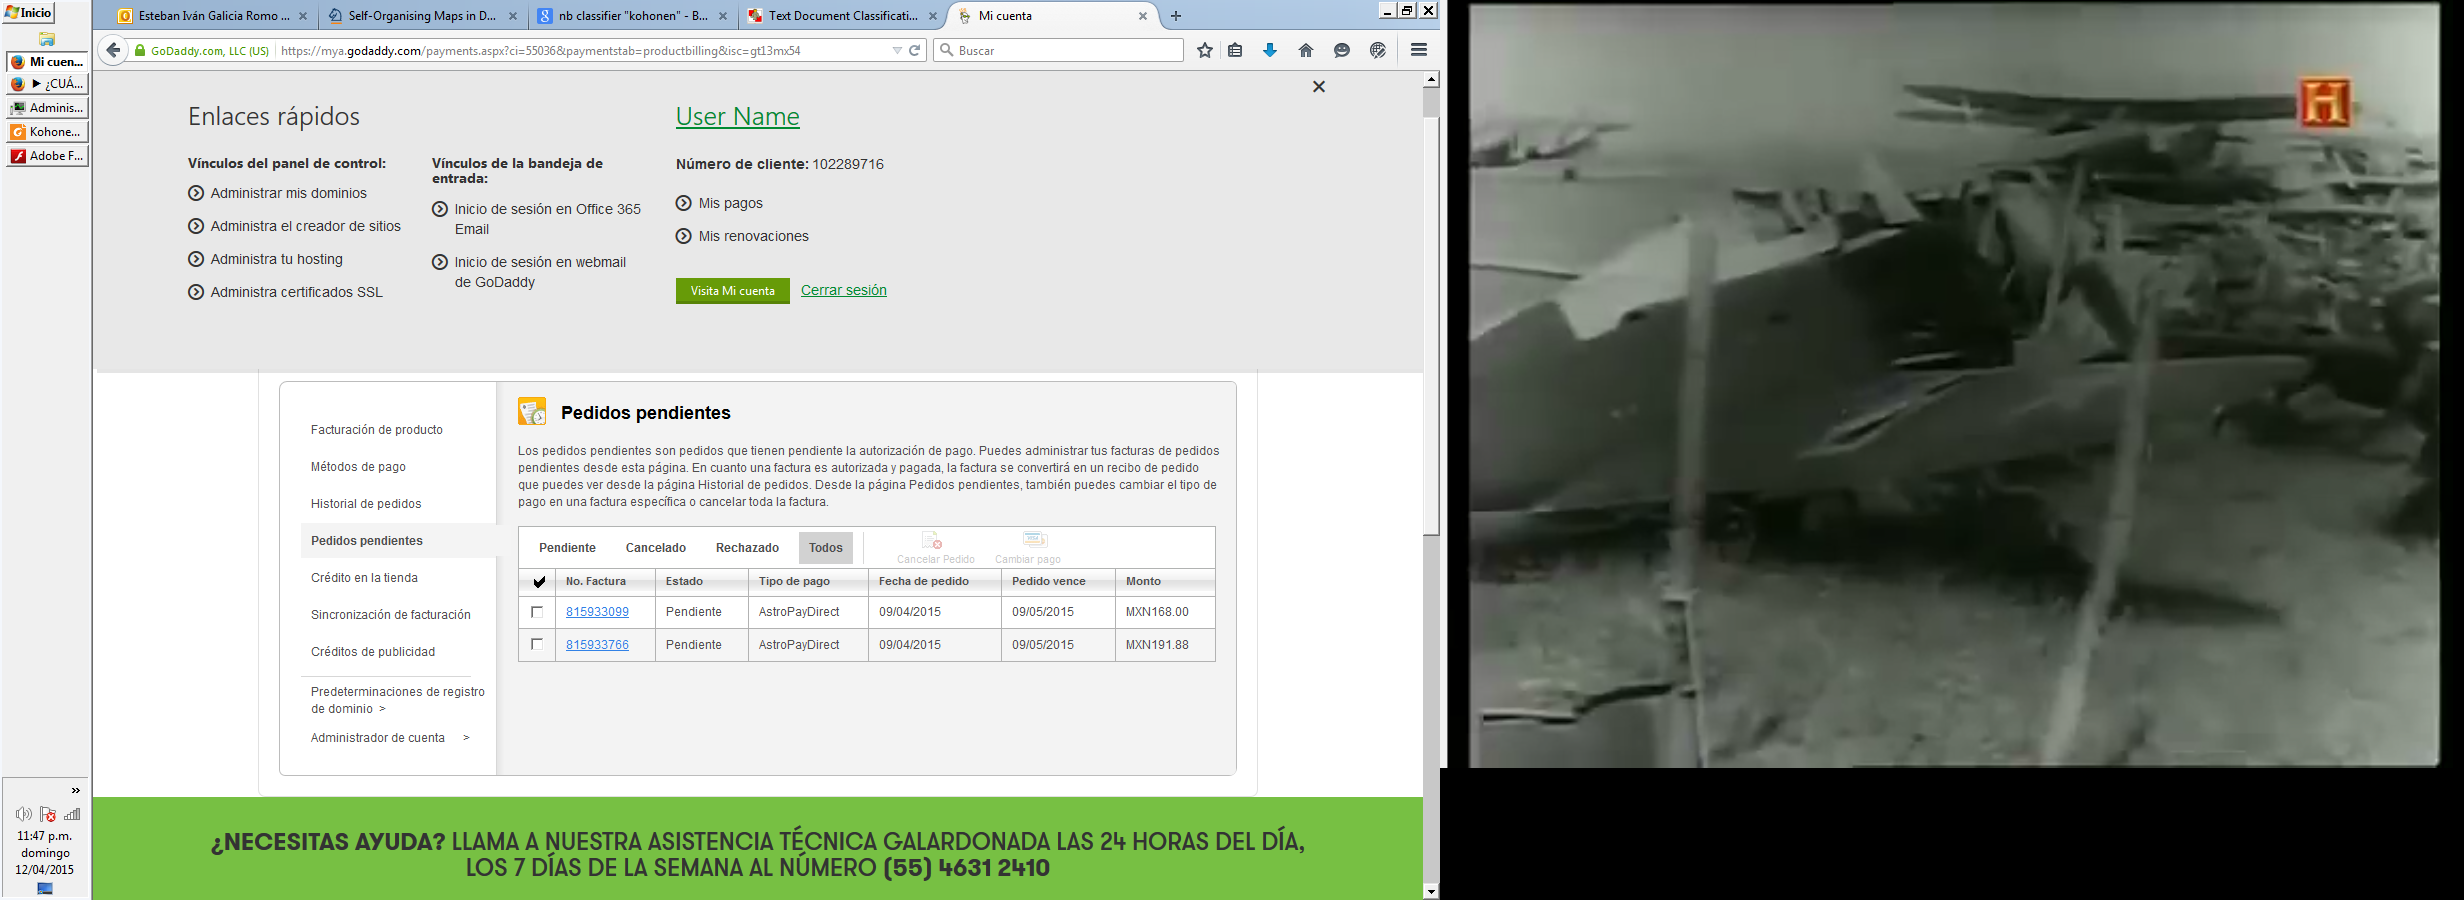 Inicio
Mi cuen...
► ¿CUÁ...
Adminis...
Kohone...
Adobe F...
»
11:47 p.m.
domingo
12/04/2015
Esteban Iván Galicia Romo ...
Self-Organising Maps in D...
nb classifier "kohonen" - B...
Text Document Classificati...
Mi cuenta
GoDaddy.com, LLC (US)
https://mya.godaddy.com/payments.aspx?ci=55036&paymentstab=productbilling&isc=gt13mx54
Buscar
Enlaces rápidos
Vínculos del panel de control:
Administrar mis dominios
Administra el creador de sitios
Administra tu hosting
Administra certificados SSL
Vínculos de la bandeja de
entrada:
Inicio de sesión en Office 365
Email
Inicio de sesión en webmail
de GoDaddy
User Name
Número de cliente: 102289716
Mis pagos
Mis renovaciones
Visita Mi cuenta Cerrar sesión
Facturación de producto
Métodos de pago
Historial de pedidos
Pedidos pendientes
Crédito en la tienda
Sincronización de facturación
Créditos de publicidad
Predeterminaciones de registro
de dominio >
Administrador de cuenta >
Pedidos pendientes
Los pedidos pendientes son pedidos que tienen pendiente la autorización de pago. Puedes administrar tus facturas de pedidos
pendientes desde esta página. En cuanto una factura es autorizada y pagada, la factura se convertirá en un recibo de pedido
que puedes ver desde la página Historial de pedidos. Desde la página Pedidos pendientes, también puedes cambiar el tipo de
pago en una factura específica o cancelar toda la factura.
Pendiente Cancelado Rechazado Todos Cancelar Pedido Cambiar pago
No. Factura Estado Tipo de pago Fecha de pedido Pedido vence Monto
815933099 Pendiente AstroPayDirect 09/04/2015 09/05/2015 MXN168.00
815933766 Pendiente AstroPayDirect 09/04/2015 09/05/2015 MXN191.88
¿NECESITAS AYUDA? LLAMA A NUESTRA ASISTENCIA TÉCNICA GALARDONADA LAS 24 HORAS DEL DÍA,
LOS 7 DÍAS DE LA SEMANA AL NÚMERO (55) 4631 2410
H